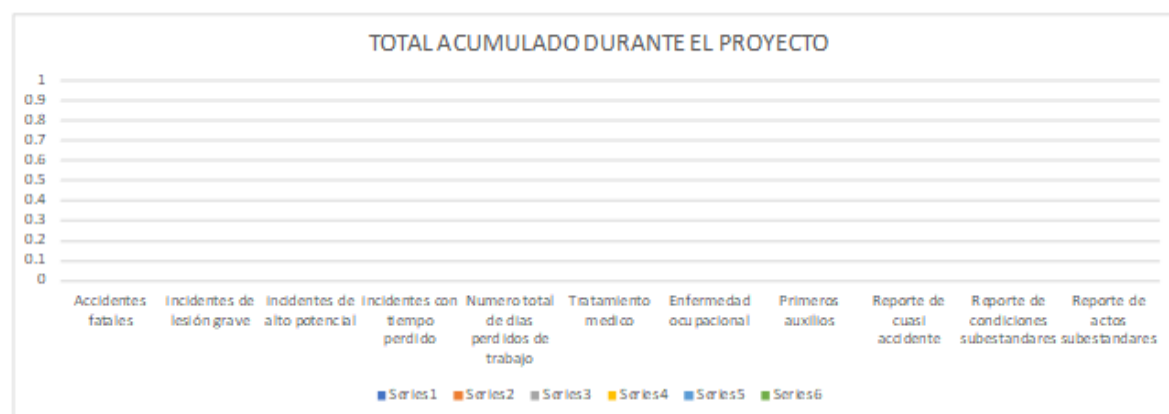 TOTAL ACUMULADO DURANTE EL PROYECTO
1
0.9
0.8
0.7
0.6
0.5
0.4
0.3
0.2
0.1
0
Accidentes fatales
Incidentes de lesión grave
Incidentes de alto potencial
Incidentes con tiempo perdido
Numero total de dias perdidos de trabajo
Tratamiento medico
Enfermedad ocupacional
Primeros auxilios
Reporte de cuasi accidente
Reporte de condiciones subestandares
Reporte de actos subestandares
Series1 Series2 Series3 Series4 Series5 Series6